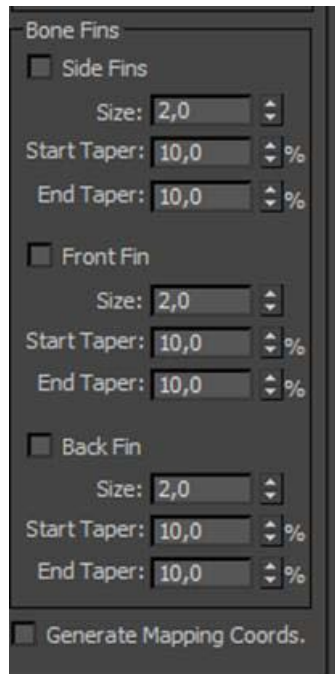 Bone Fins
Side Fins
Size: 2,0
Start Taper: 10,0 %
End Taper: 10,0 %
Front Fin
Size: 2,0
Start Taper: 10,0 %
End Taper: 10,0 %
Back Fin
Size: 2,0
Start Taper: 10,0 %
End Taper: 10,0 %
Generate Mapping Coords.